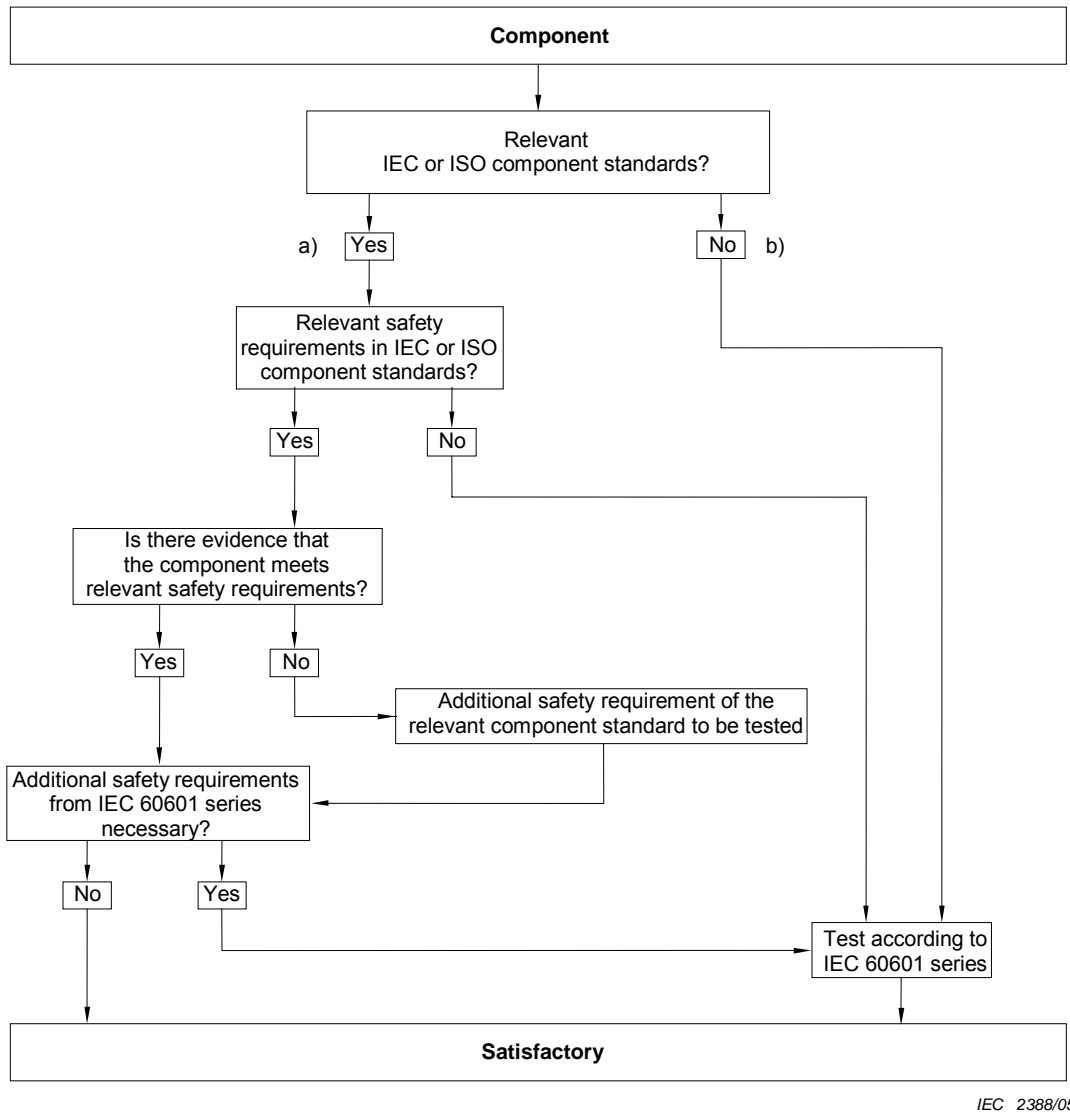 Component
Relevant
IEC or ISO component standards?
a) Yes
No b)
Relevant safety
requirements in IEC or ISO
component standards?
Yes
No
Is there evidence that
the component meets
relevant safety requirements?
Yes
No
Additional safety requirement of the
relevant component standard to be tested
Additional safety requirements
from IEC 60601 series
necessary?
No
Yes
Test according to
IEC 60601 series
Satisfactory
IEC 2388/05